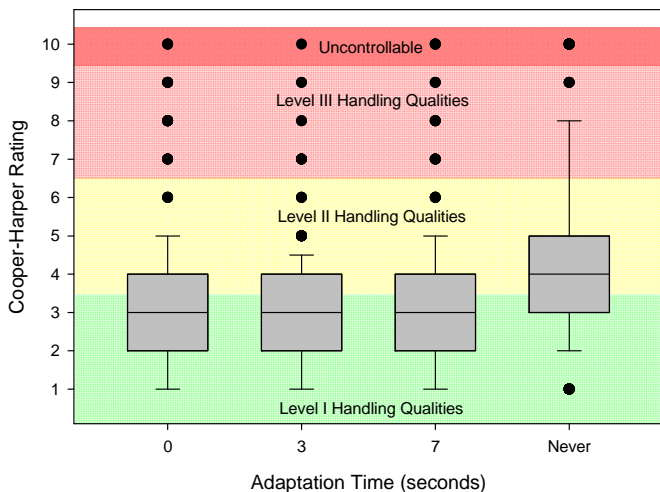 10
9
8
7
6
5
4
3
2
1
Cooper-Harper Rating
Uncontrollable
Level III Handling Qualities
Level II Handling Qualities
Level I Handling Qualities
0 3 7 Never
Adaptation Time (seconds)